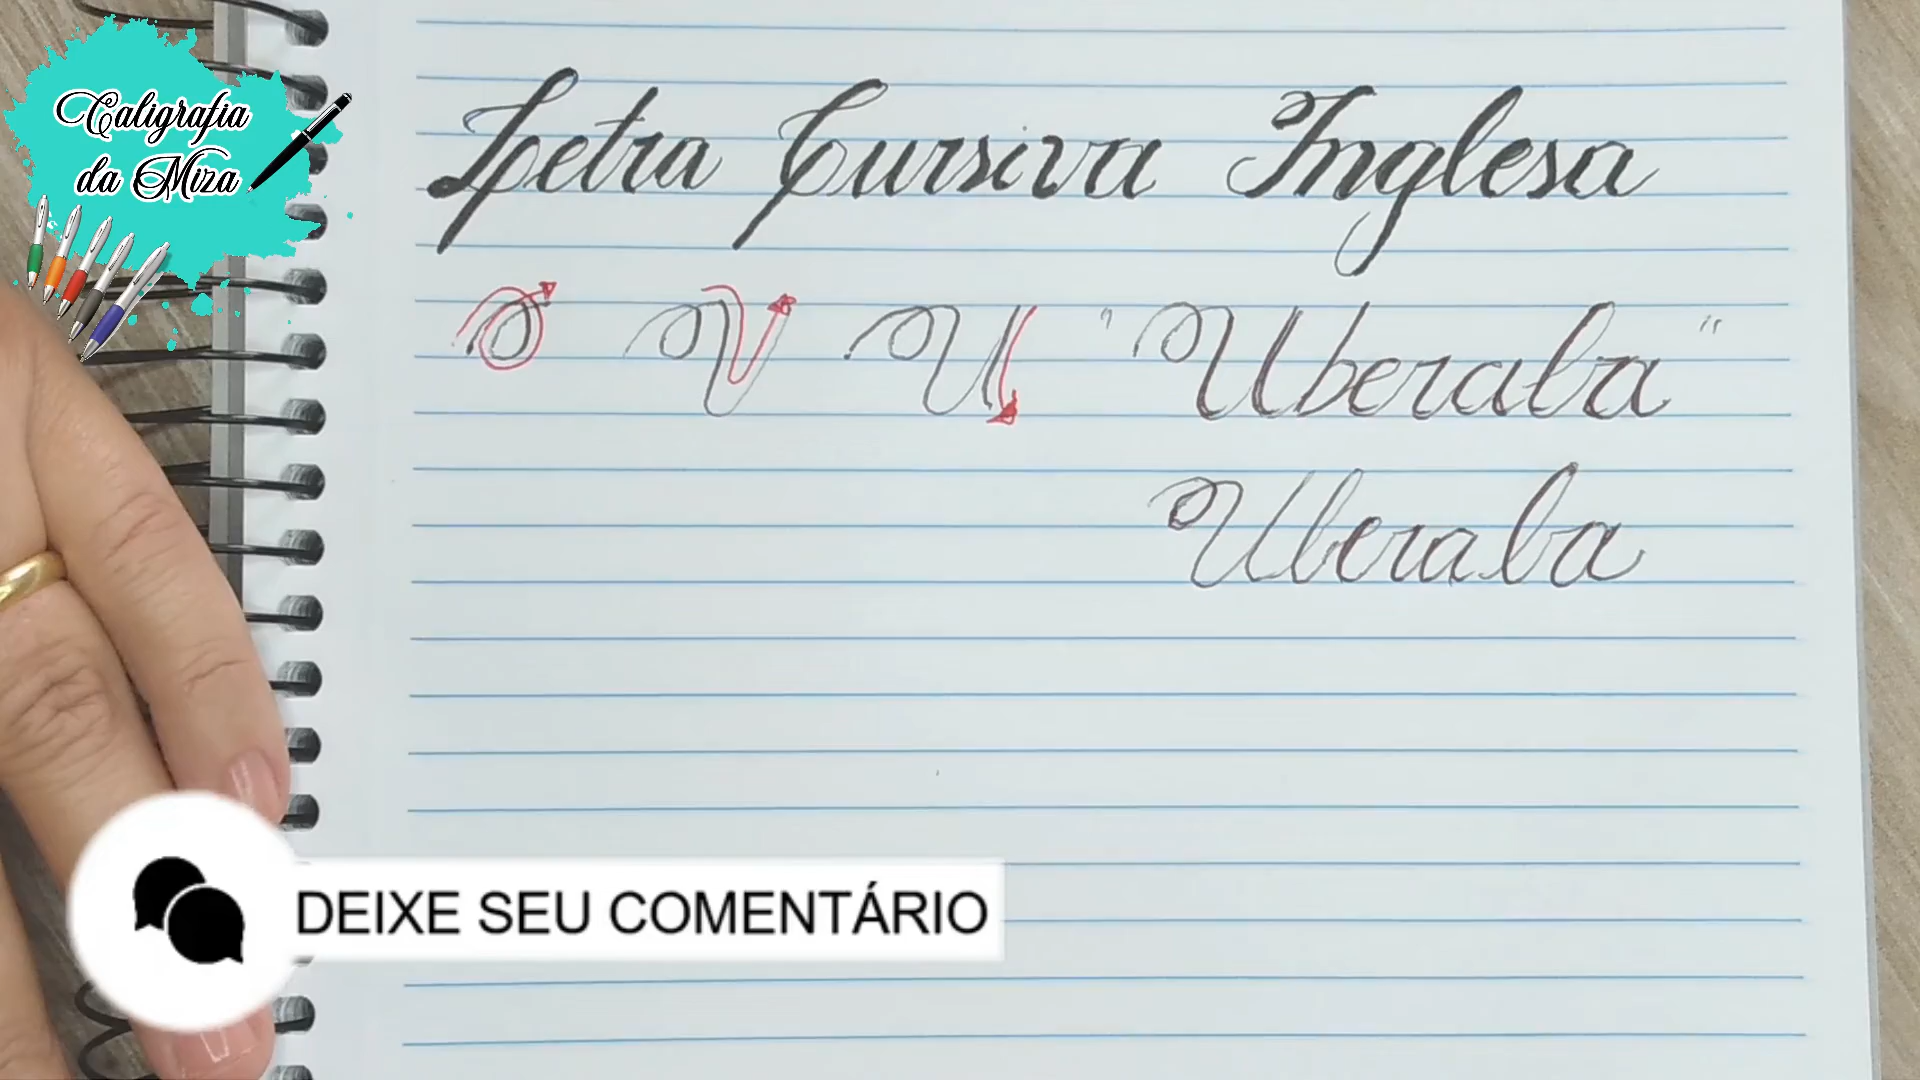 Caligrafia
da Miza
Letra Cursiva Inglesa
U "Uberaba"
Uberaba
DEIXE SEU COMENTÁRIO